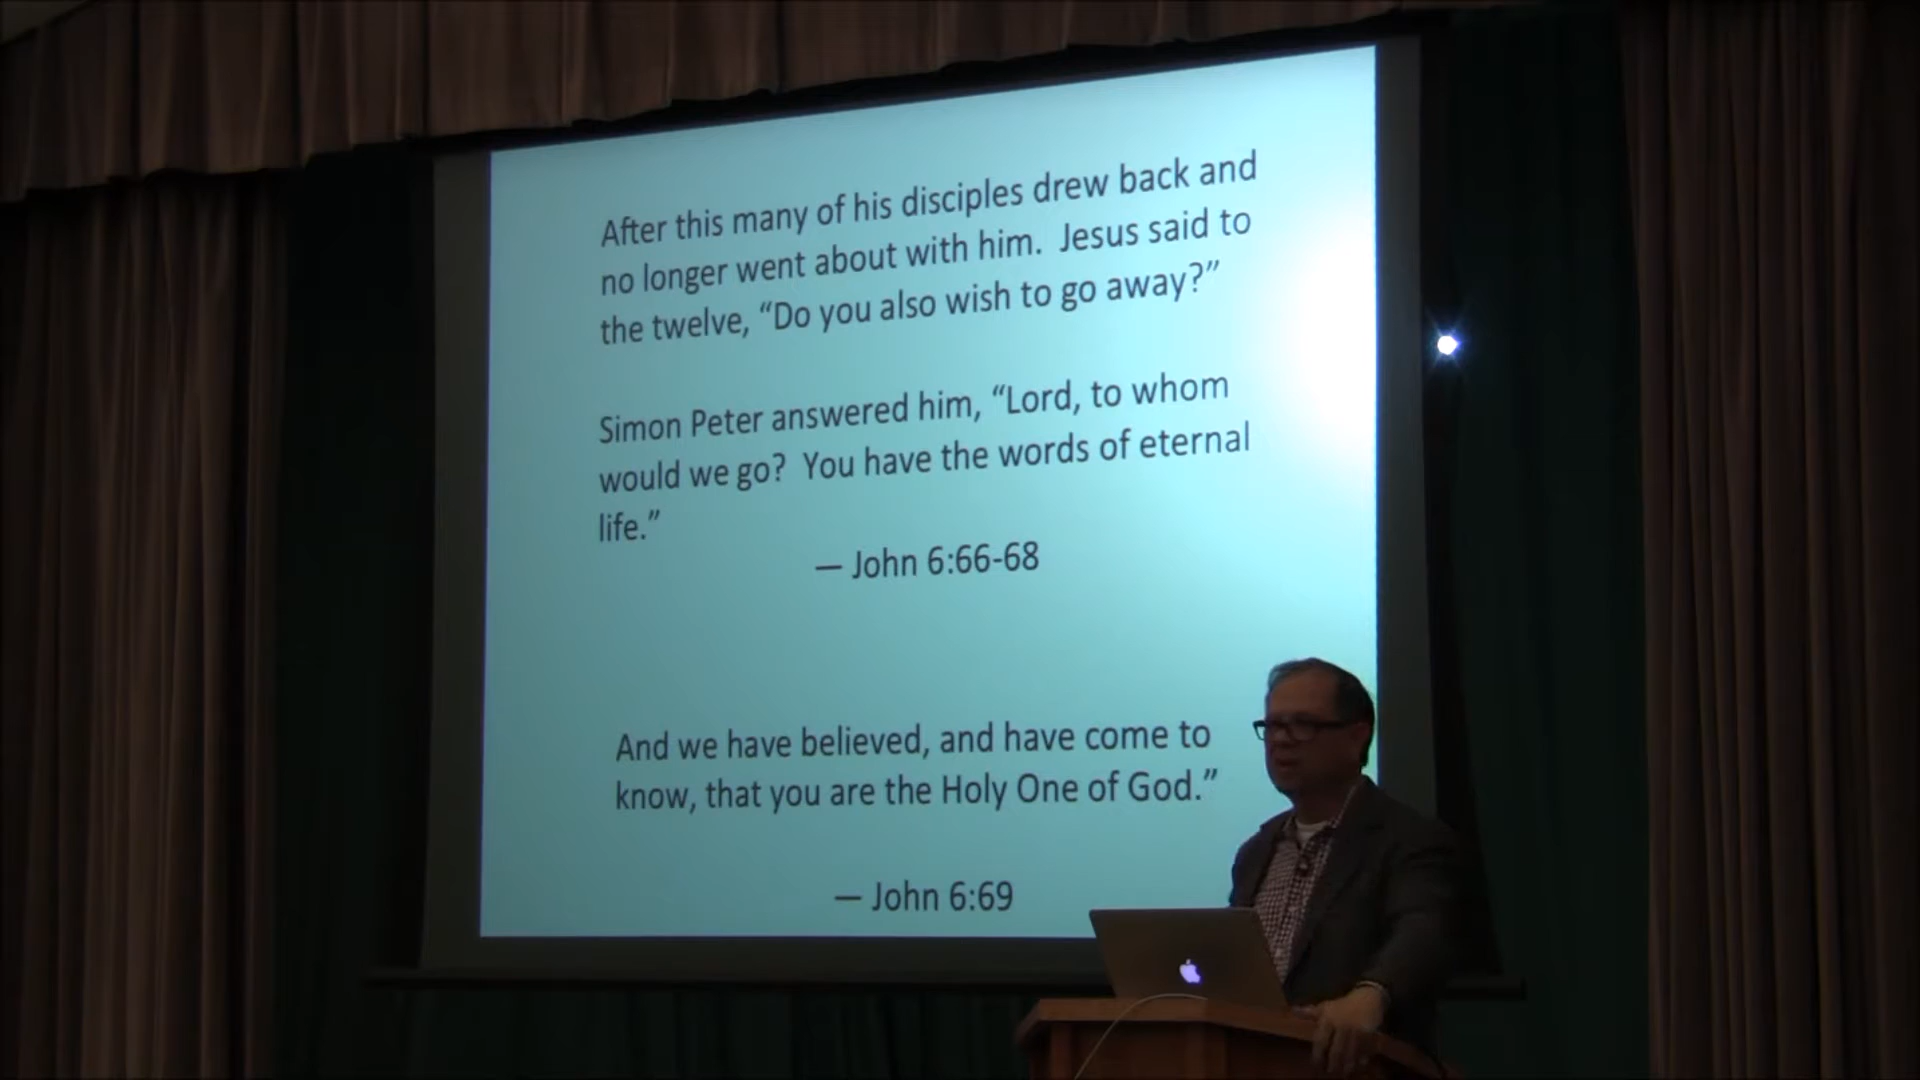 After this many of his disciples drew back and
no longer went about with him. Jesus said to
the twelve, “Do you also wish to go away?”
Simon Peter answered him, “Lord, to whom
would we go? You have the words of eternal
life.”
— John 6:66-68
And we have believed, and have come to
know, that you are the Holy One of God.”
— John 6:69